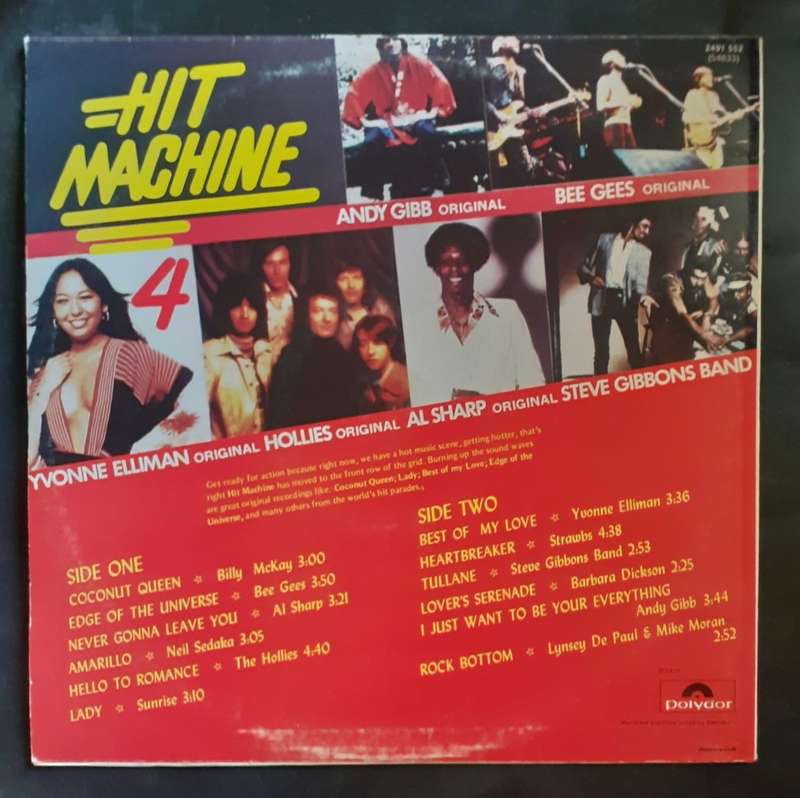 2491 552
(54633)
HIT
MACHINE
4
ANDY GIBB ORIGINAL
BEE GEES ORIGINAL
YVONNE ELLIMAN ORIGINAL HOLLIES ORIGINAL AL SHARP ORIGINAL STEVE GIBBONS BAND
Get ready for action because right now, we have a hot music scene, getting hotter, that's
right Hit Machine has moved to the front row of the grid. Burning up the sound waves
are great original recordings like: Coconut Queen; Lady; Best of my Love; Edge of the
Universe, and many others from the world's hit parades.
SIDE ONE
COCONUT QUEEN ☆ Billy McKay 3:00
EDGE OF THE UNIVERSE ☆ Bee Gees 3:50
NEVER GONNA LEAVE YOU ☆ Al Sharp 3:21
AMARILLO ☆ Neil Sedaka 3:05
HELLO TO ROMANCE ☆ The Hollies 4:40
LADY ☆ Sunrise 3:10
SIDE TWO
BEST OF MY LOVE ☆ Yvonne Elliman 3:36
HEARTBREAKER ☆ Strawbs 4:38
TULLANE ☆ Steve Gibbons Band 2:53
LOVER'S SERENADE ☆ Barbara Dickson 2:25
I JUST WANT TO BE YOUR EVERYTHING
Andy Gibb 3:44
ROCK BOTTOM ☆ Lynsey De Paul & Mike Moran
2:52
polydor